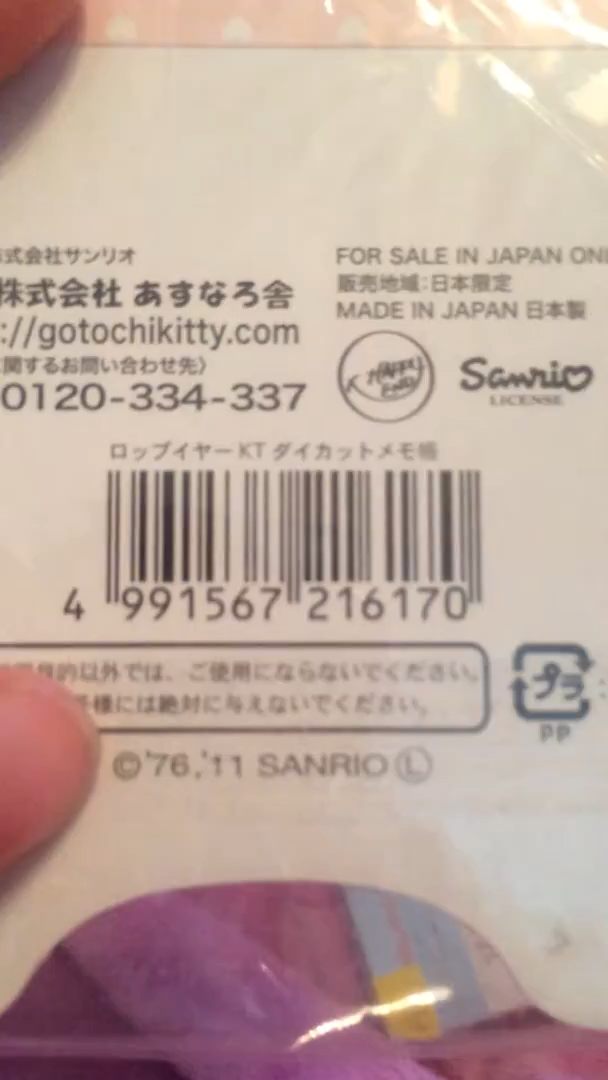 式会社サンリオ
株式会社 あすなろ舎
://gotochikitty.com
関するお問い合わせ先〉
0120-334-337
FOR SALE IN JAPAN ONL
販売地域:日本限定
MADE IN JAPAN 日本製
HAPPY
END
Sanrio
LICENSE
ロップイヤーKT ダイカットメモ帳
4 991567 216170
目的以外では、ご使用にならないでください。
様には絶対に与えないでください。
プラ
PP
©'76,'11 SANRIO Ⓛ